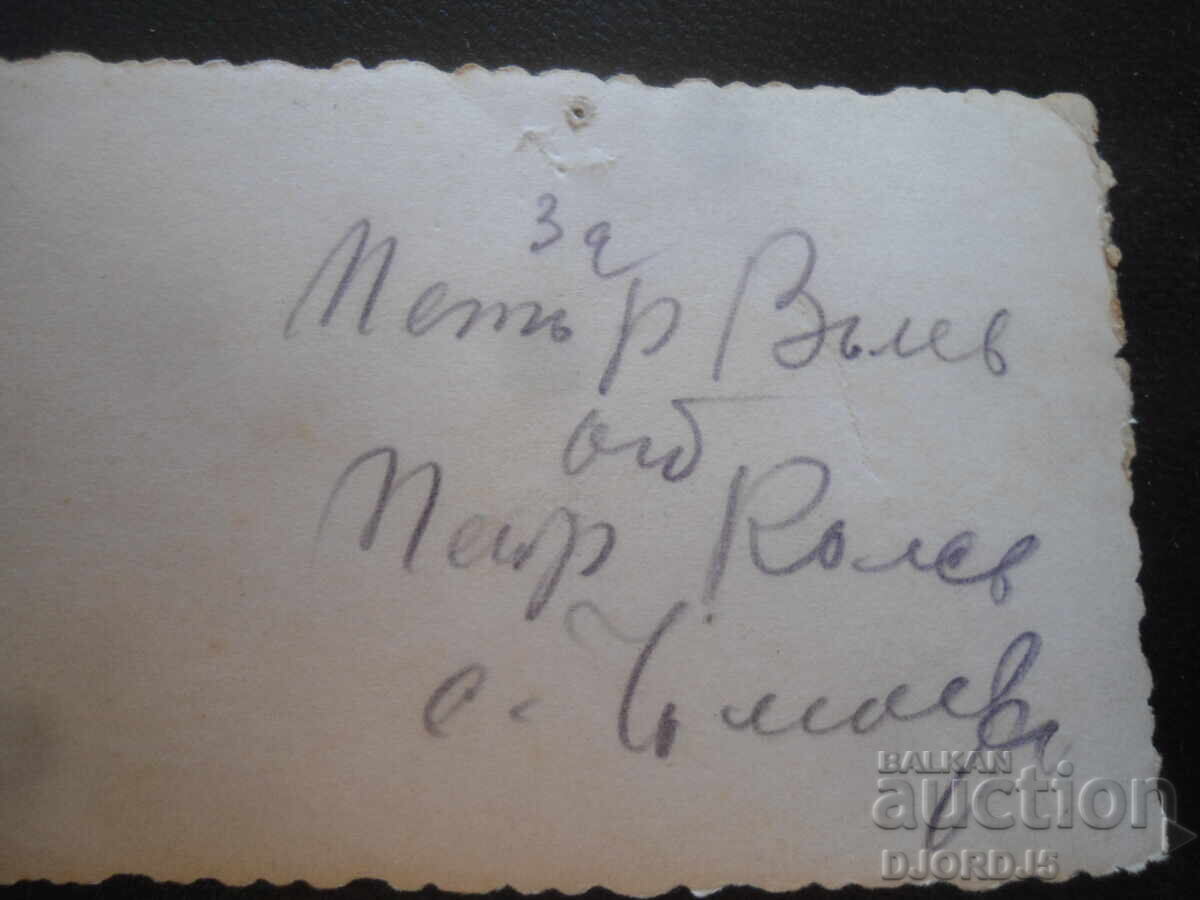 за
Петър Вълев
от
Петр Колев
с.
BALKAN
auction
DJORDJ5